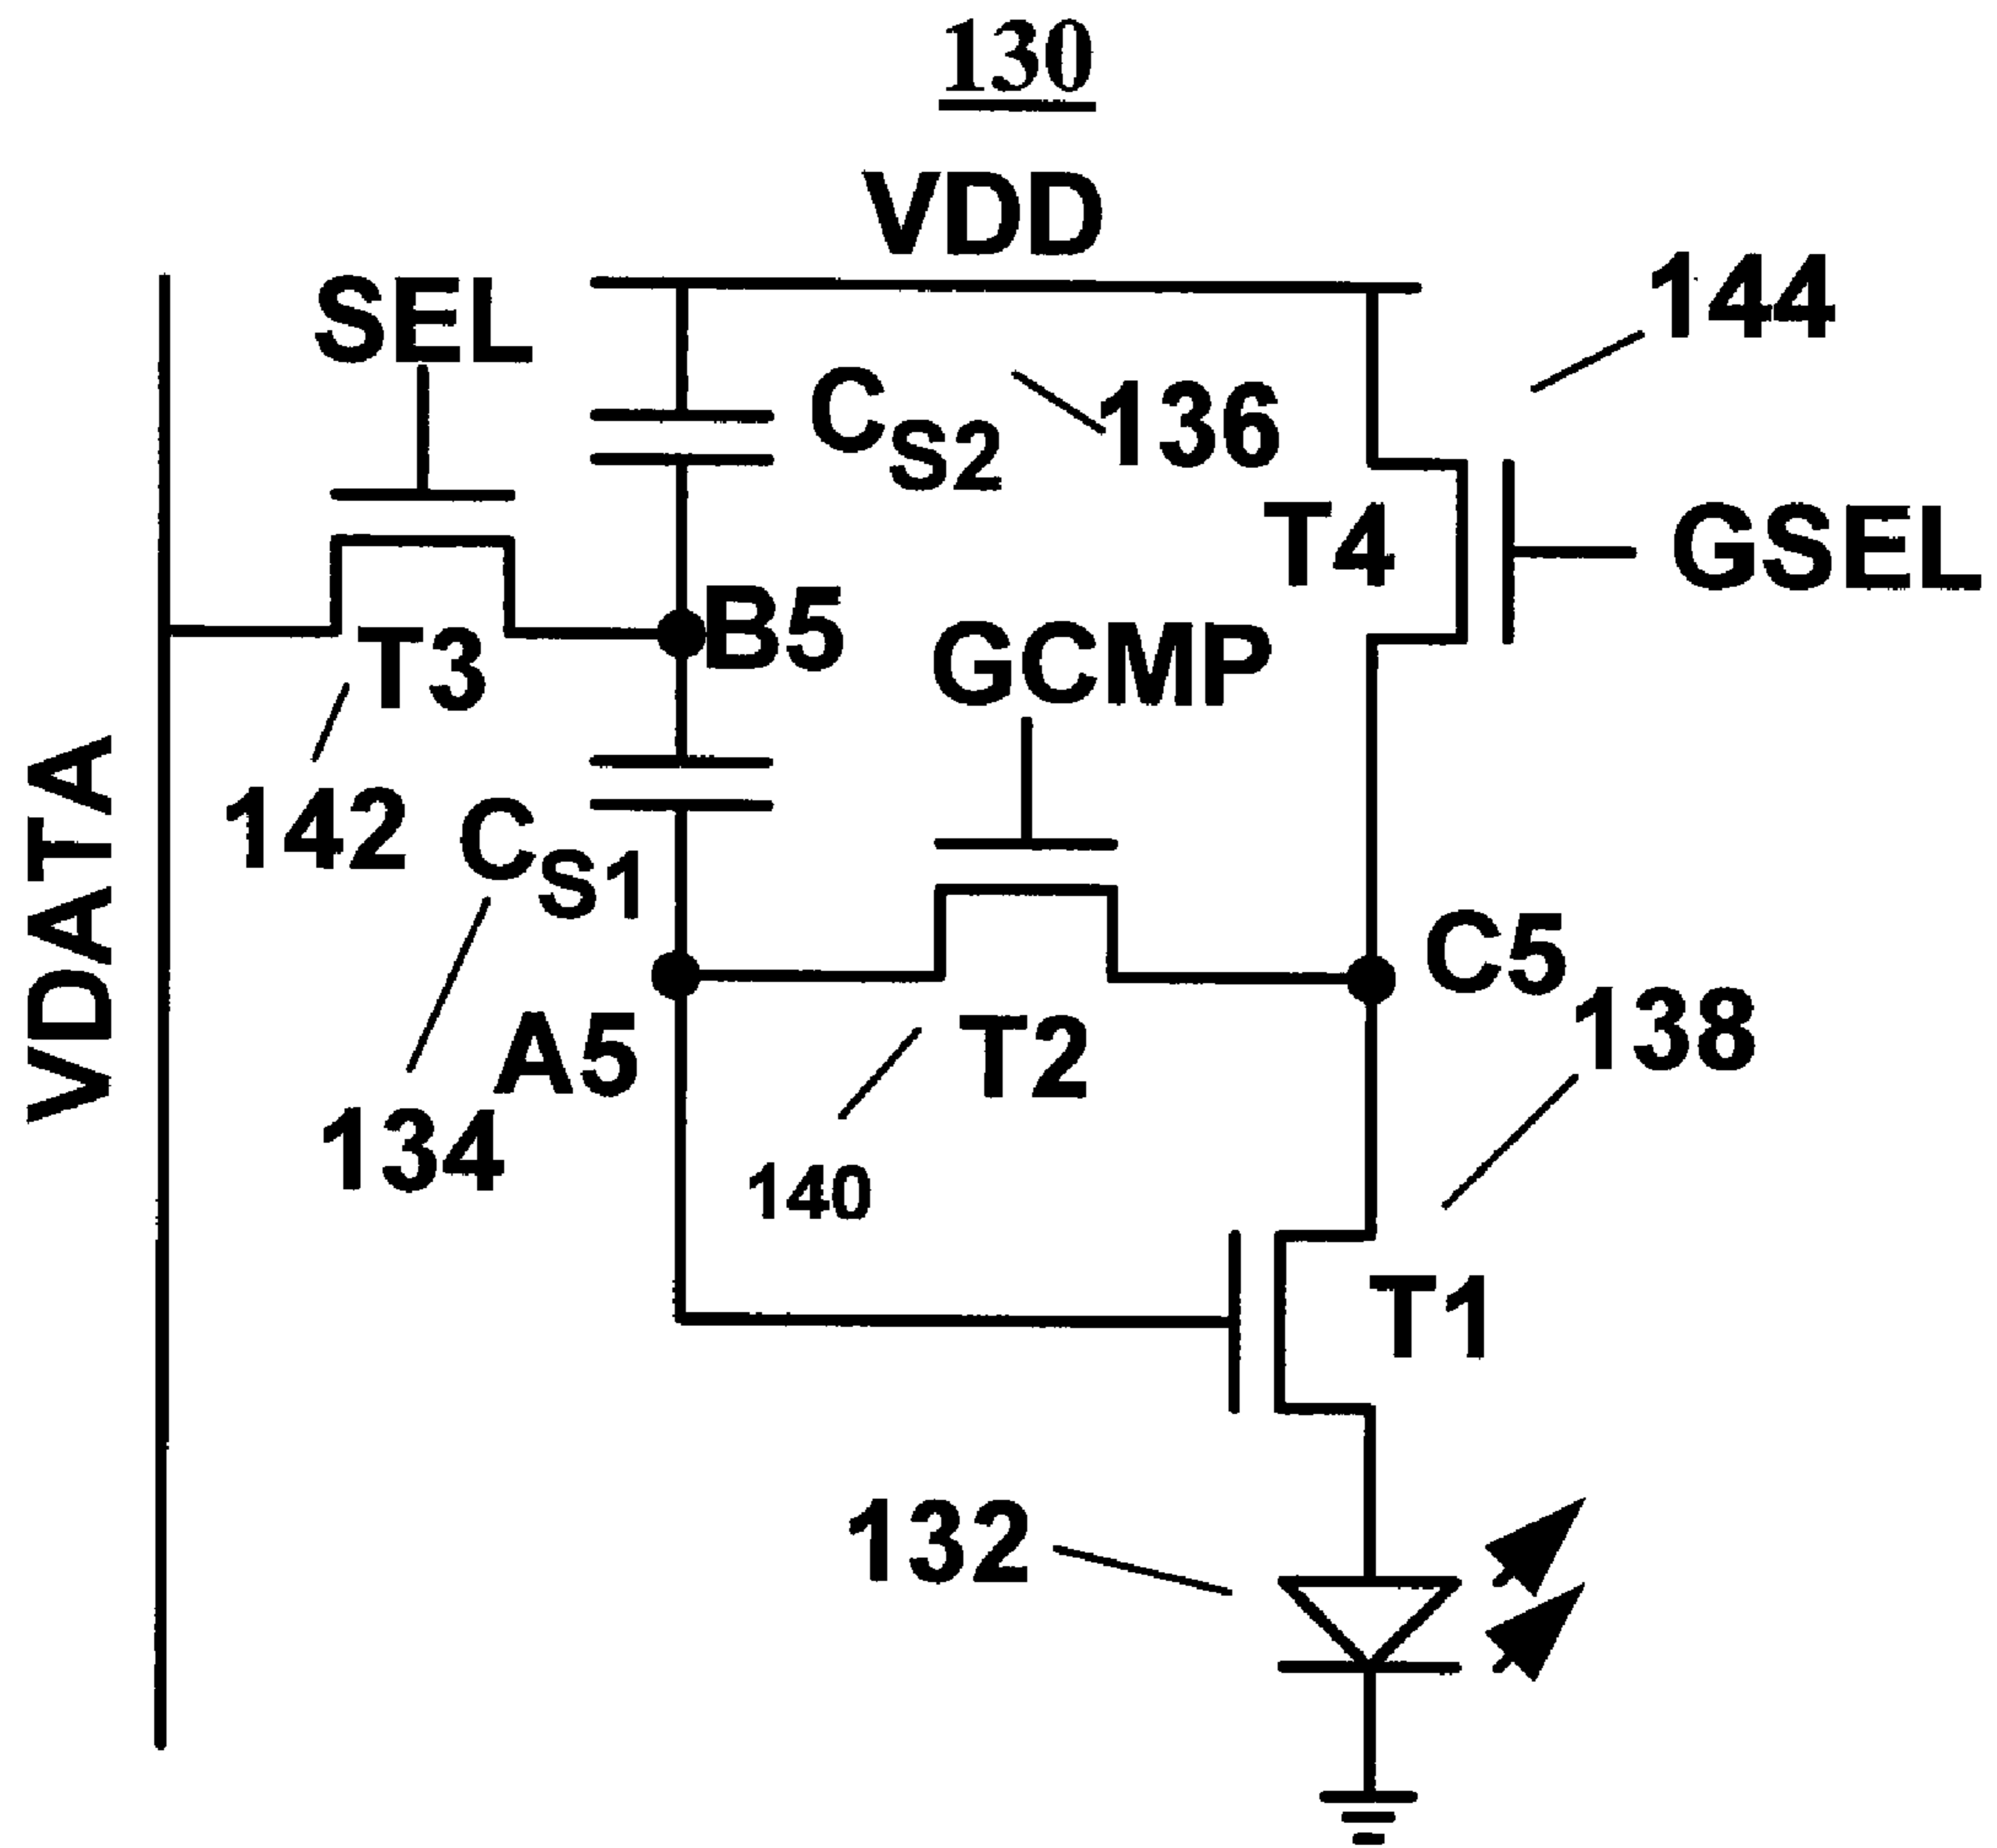 130
VDD
SEL
144
CS2
136
T4
GSEL
B5
T3
GCMP
VDATA
142
CS1
C5
138
A5
T2
134
140
T1
132